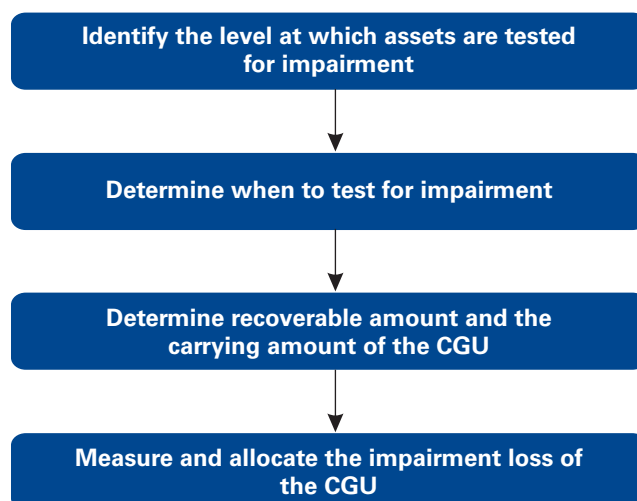 Identify the level at which assets are tested
for impairment
Determine when to test for impairment
Determine recoverable amount and the
carrying amount of the CGU
Measure and allocate the impairment loss of
the CGU